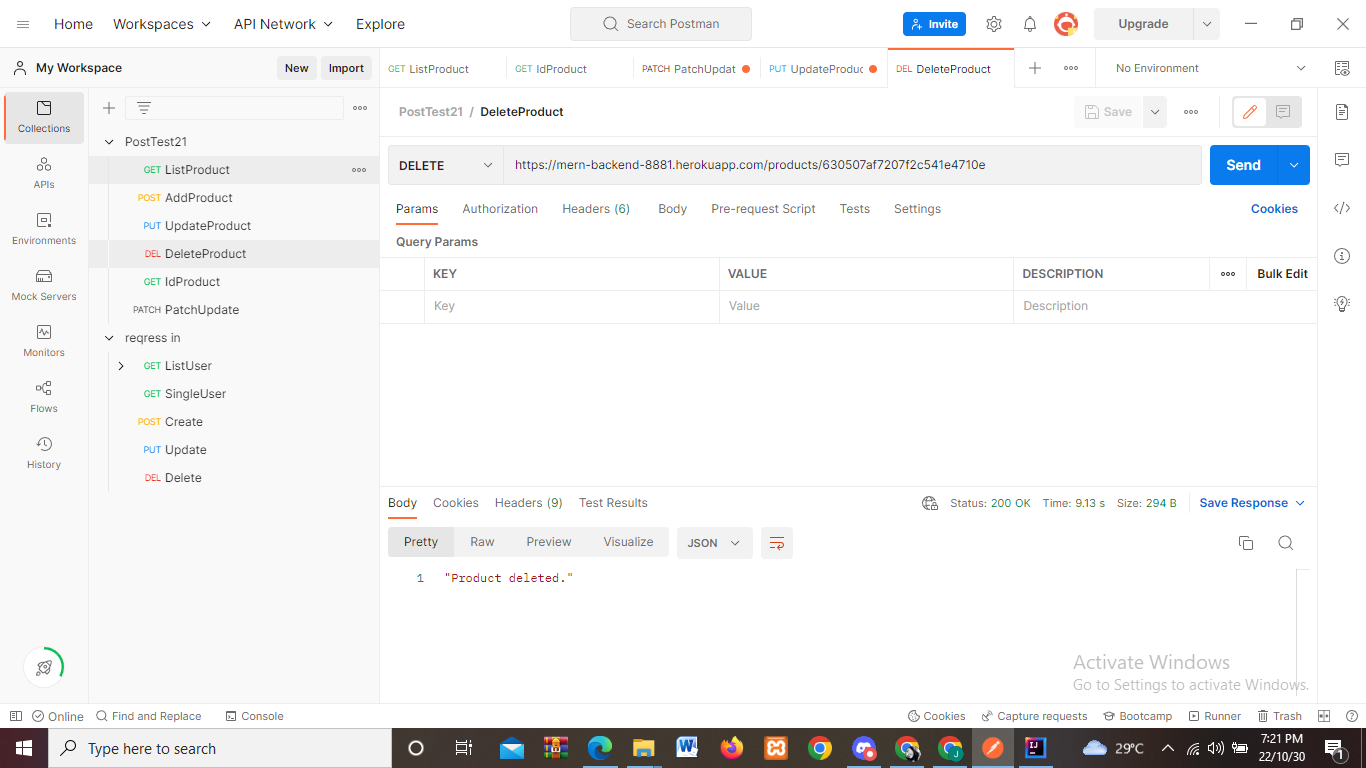 Home Workspaces API Network Explore Search Postman Invite Upgrade
My Workspace New Import GET ListProduct GET IdProduct PATCH PatchUpdat PUT UpdateProduc DEL DeleteProduct No Environment
PostTest21 / DeleteProduct Save
Collections
APIs
Environments
Mock Servers
Monitors
Flows
History
PostTest21
GET ListProduct
POST AddProduct
PUT UpdateProduct
DEL DeleteProduct
GET IdProduct
PATCH PatchUpdate
reqress in
GET ListUser
GET SingleUser
POST Create
PUT Update
DEL Delete
DELETE https://mern-backend-8881.herokuapp.com/products/630507af7207f2c541e4710e Send
Params Authorization Headers (6) Body Pre-request Script Tests Settings Cookies
Query Params
KEY VALUE DESCRIPTION Bulk Edit
Key Value Description
Body Cookies Headers (9) Test Results Status: 200 OK Time: 9.13 s Size: 294 B Save Response
Pretty Raw Preview Visualize JSON
1 "Product deleted."
Activate Windows
Go to Settings to activate Windows.
Online Find and Replace Console Cookies Capture requests Bootcamp Runner Trash
Type here to search 29°C 7:21 PM
22/10/30 1